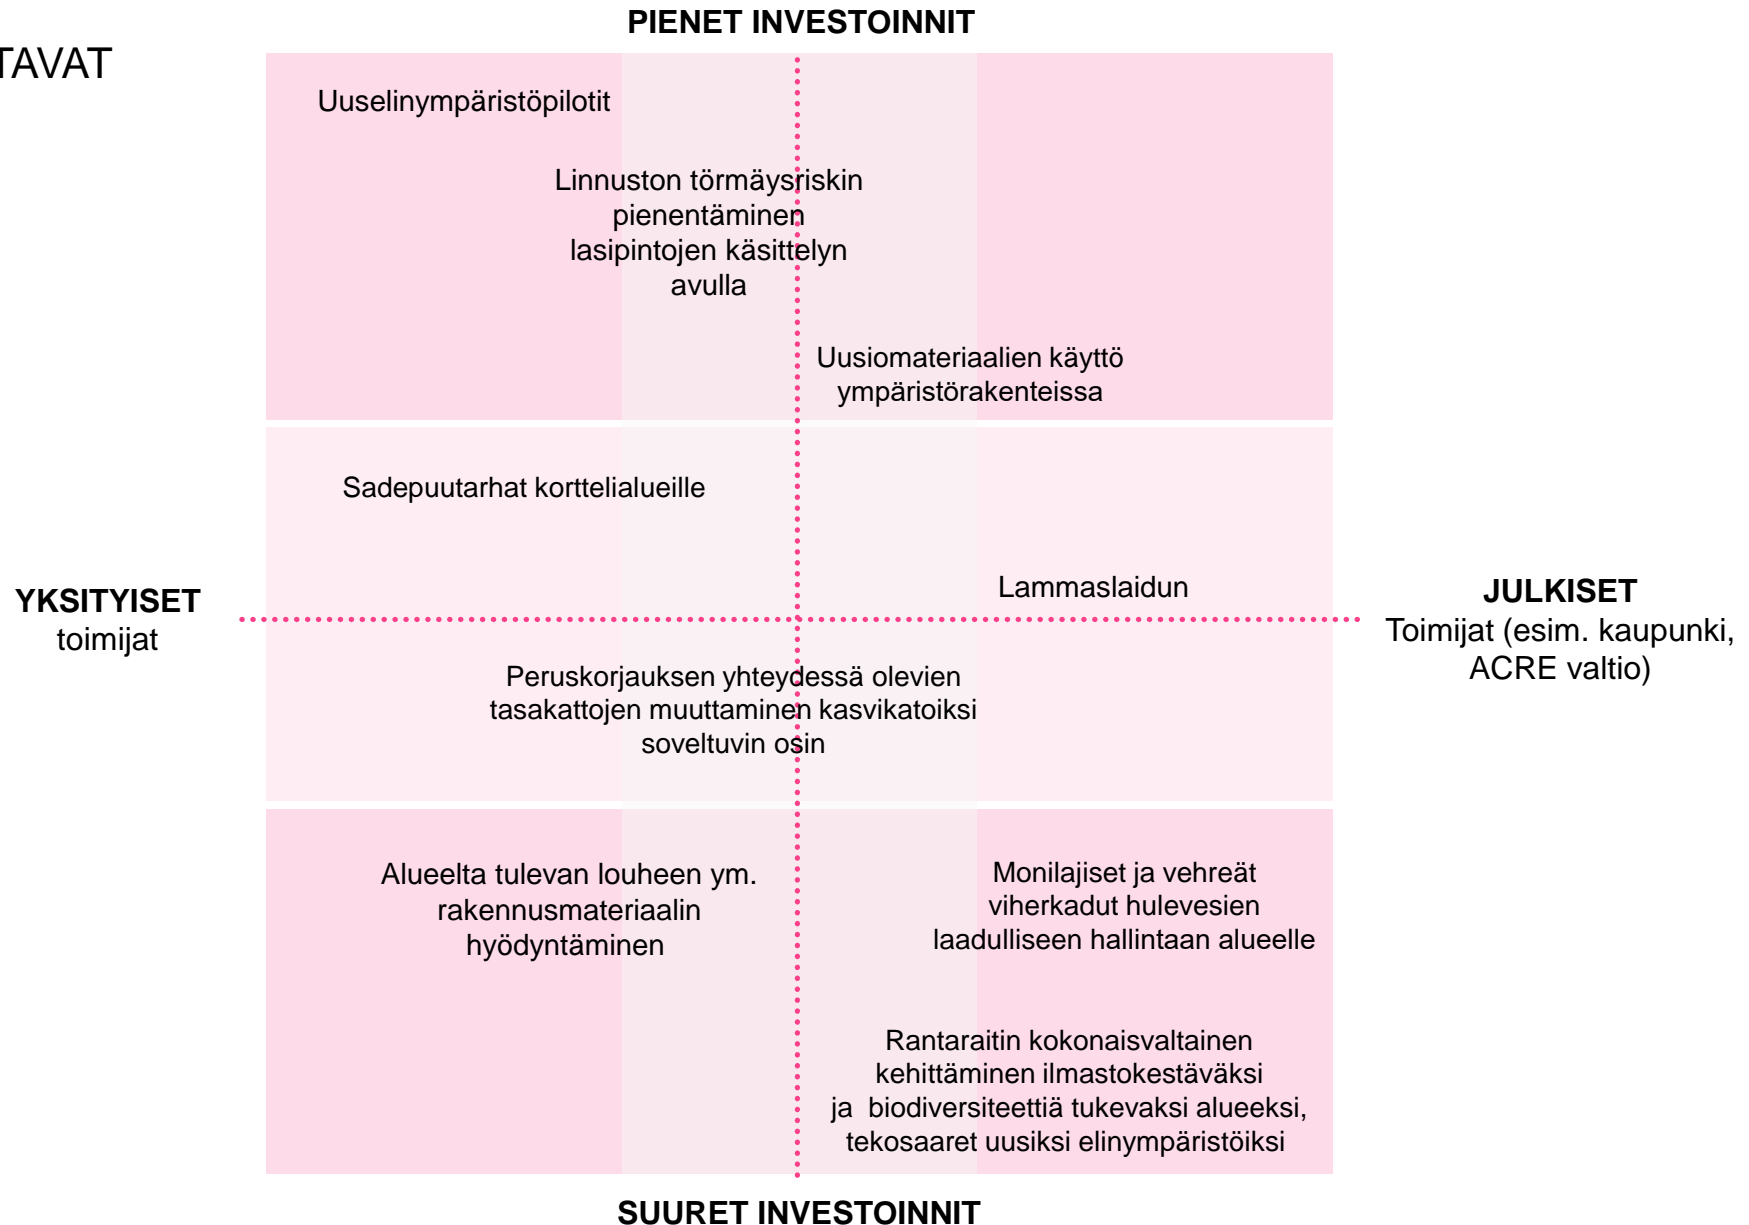 PIENET INVESTOINNIT
TAVAT
Uuselinympäristöpilotit
Linnuston törmäysriskin
pienentäminen
lasipintojen käsittelyn
avulla
Uusiomateriaalien käyttö
ympäristörakenteissa
Sadepuutarhat korttelialueille
Lammaslaidun
YKSITYISET
toimijat
JULKISET
Toimijat (esim. kaupunki,
ACRE valtio)
Peruskorjauksen yhteydessä olevien
tasakattojen muuttaminen kasvikatoiksi
soveltuvin osin
Alueelta tulevan louheen ym.
rakennusmateriaalin
hyödyntäminen
Monilajiset ja vehreät
viherkadut hulevesien
laadulliseen hallintaan alueelle
Rantaraitin kokonaisvaltainen
kehittäminen ilmastokestäväksi
ja  biodiversiteettiä tukevaksi alueeksi,
tekosaaret uusiksi elinympäristöiksi
SUURET INVESTOINNIT